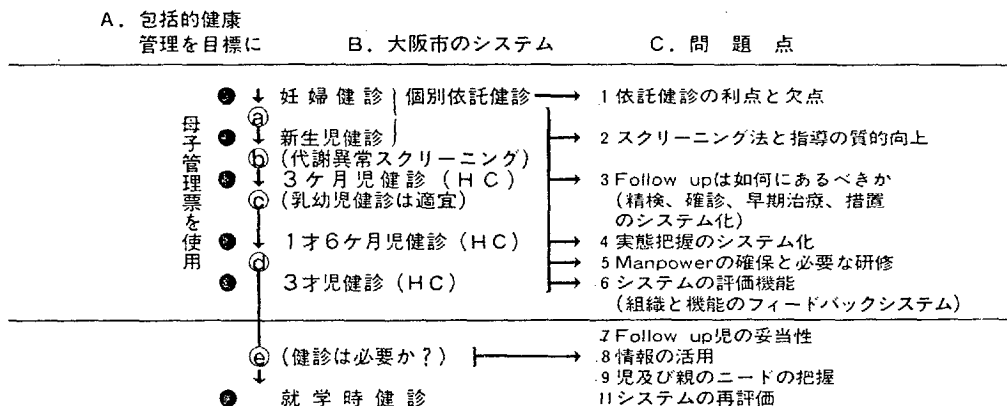 A. 包括的健康
管理を目標に B. 大阪市のシステム C. 問題点
母子管理票を使用
妊婦健診 個別依託健診 1 依託健診の利点と欠点
ⓐ
新生児健診 2 スクリーニング法と指導の質的向上
ⓑ (代謝異常スクリーニング)
3ケ月児健診 (HC) 3 Follow upは如何にあるべきか
ⓒ (乳幼児健診は適宜) (精検、確診、早期治療、措置
のシステム化)
1才6ケ月児健診 (HC) 4 実態把握のシステム化
ⓓ 5 Manpowerの確保と必要な研修
3才児健診 (HC) 6 システムの評価機能
(組織と機能のフィードバックシステム)
7 Follow up児の妥当性
ⓔ (健診は必要か?) 8 情報の活用
9 児及び親のニードの把握
就学時健診 11 システムの再評価